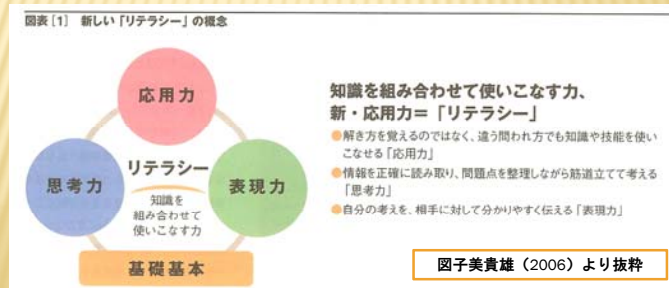 図表[1] 新しい「リテラシー」の概念
応用力
思考力
リテラシー
表現力
知識を
組み合わせて
使いこなす力
基礎基本
知識を組み合わせて使いこなす力、
新・応用力=「リテラシー」
●解き方を覚えるのではなく、違う問われ方でも知識や技能を使い
こなせる「応用力」
●情報を正確に読み取り、問題点を整理しながら筋道立てて考える
「思考力」
●自分の考えを、相手に対して分かりやすく伝える「表現力」
図子美貴雄（2006）より抜粋